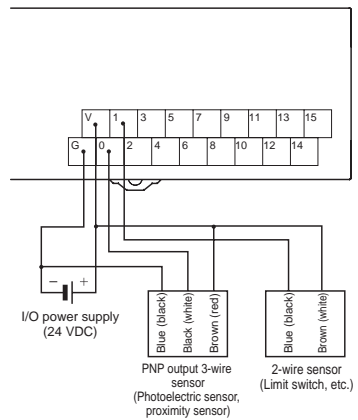 V 1 3 5 7 9 11 13 15
G 0 2 4 6 8 10 12 14
− +
I/O power supply
(24 VDC)
Blue (black)
Black (white)
Brown (red)
Blue (black)
Brown (white)
PNP output 3-wire
sensor
(Photoelectric sensor,
proximity sensor)
2-wire sensor
(Limit switch, etc.)